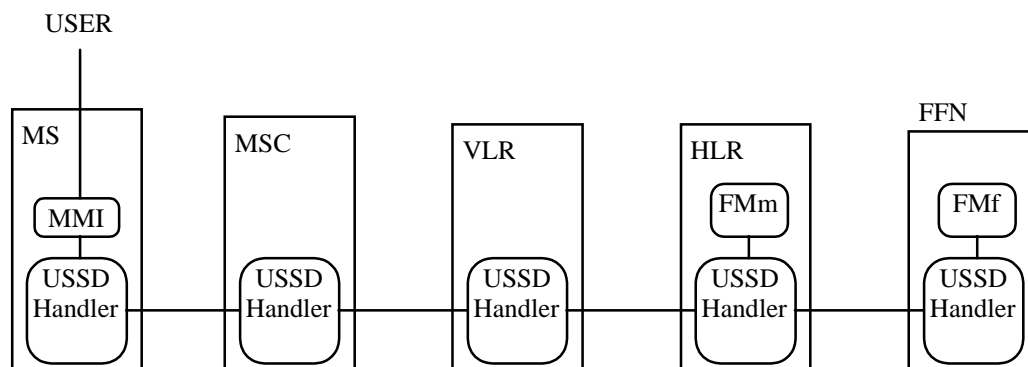 USER
MS
MSC
VLR
HLR
FFN
MMI
FMm
FMf
USSD
Handler
USSD
Handler
USSD
Handler
USSD
Handler
USSD
Handler